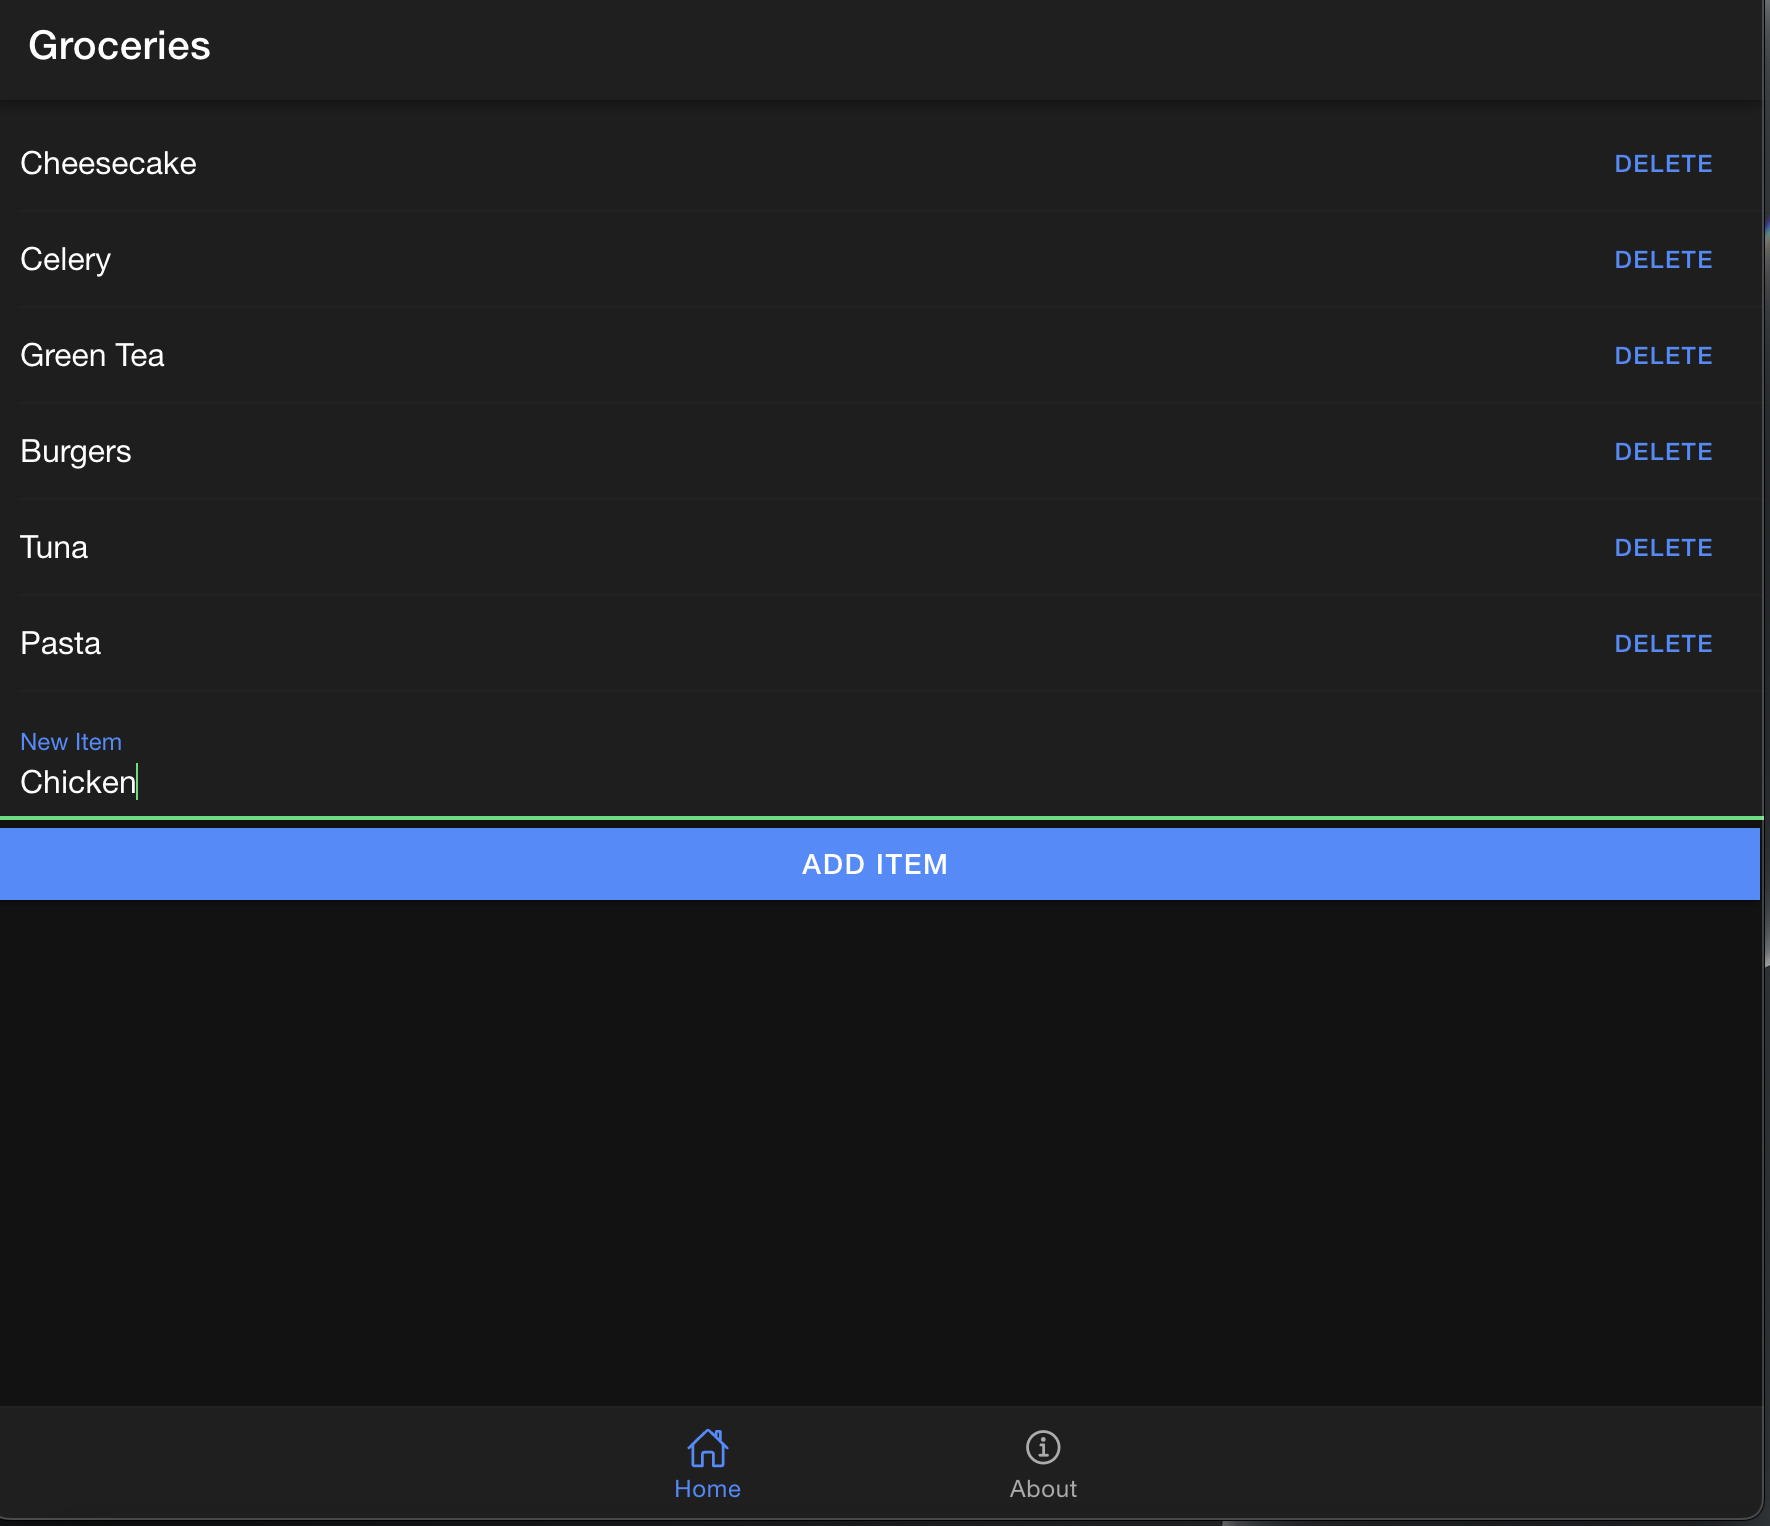 Groceries
Cheesecake DELETE
Celery DELETE
Green Tea DELETE
Burgers DELETE
Tuna DELETE
Pasta DELETE
New Item
Chicken
ADD ITEM
Home About